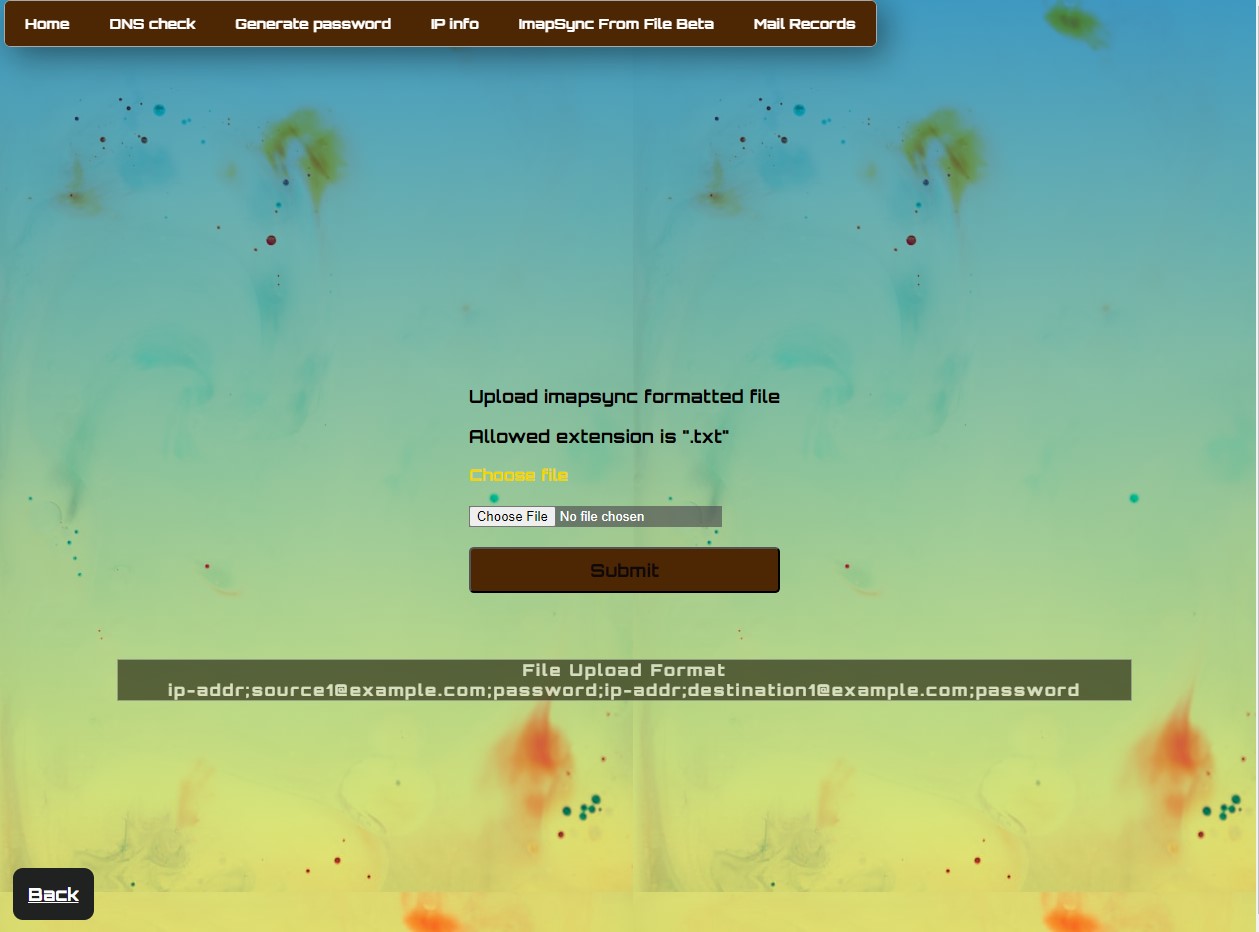 Home DNS check Generate password IP info ImapSync From File Beta Mail Records
Upload imapsync formatted file
Allowed extension is ".txt"
Choose file
Choose File No file chosen
Submit
File Upload Format
ip-addr;source1@example.com;password;ip-addr;destination1@example.com;password
Back